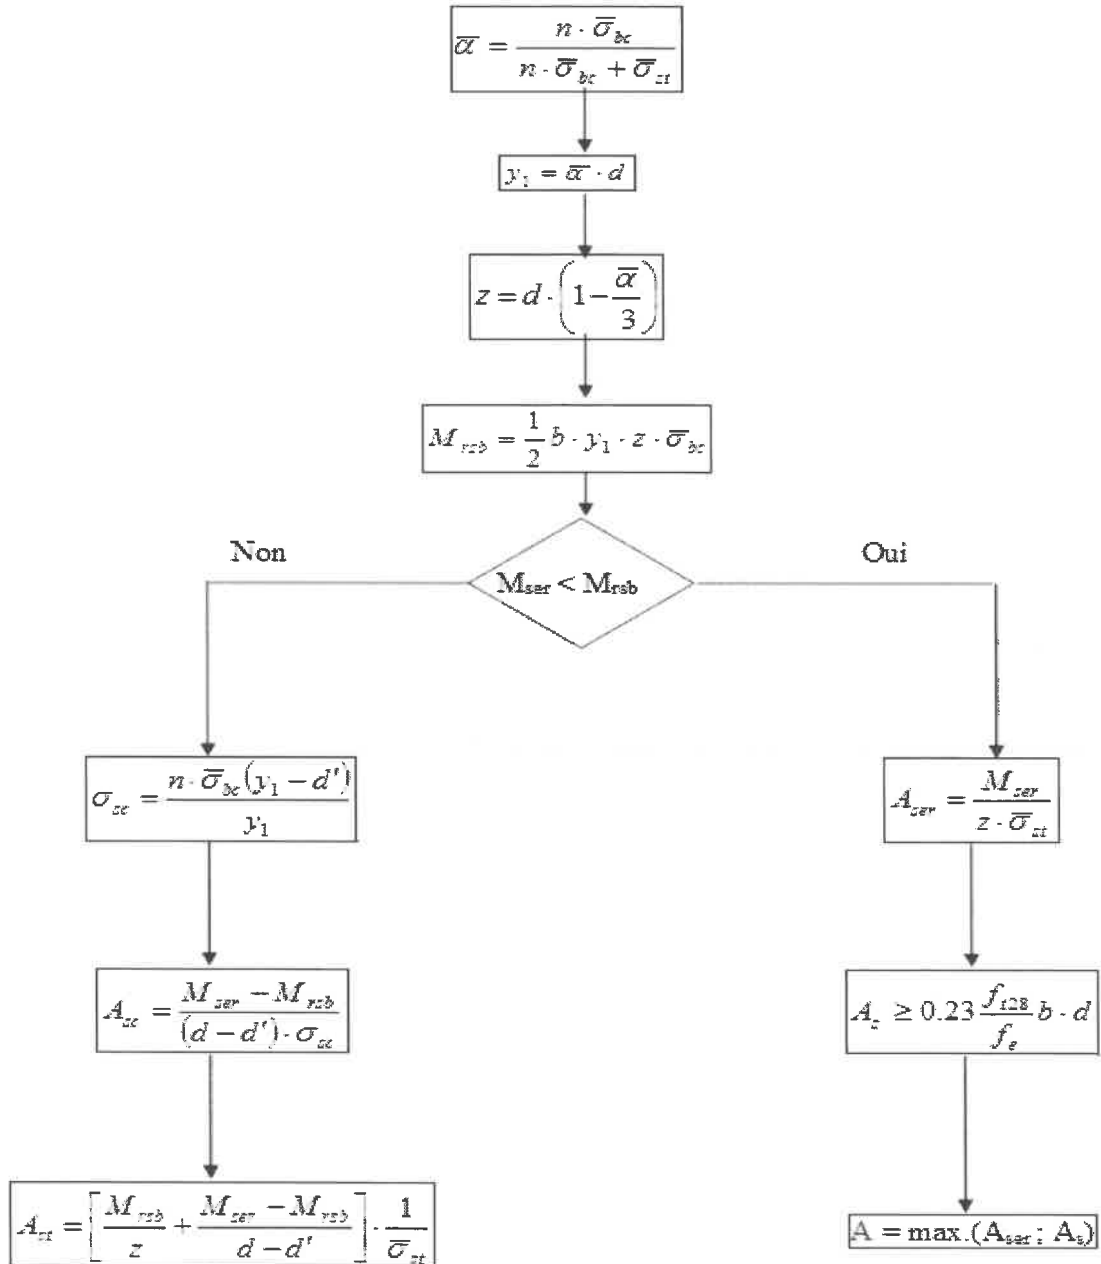 ᾱ = n · σ̄bc / (n · σ̄bc + σ̄st)
y₁ = ᾱ · d
z = d · (1 − ᾱ/3)
Mrsb = 1/2 b · y₁ · z · σ̄bc
Non
Oui
Mser < Mrsb
σsc = n · σ̄bc (y₁ − d') / y₁
Aser = Mser / (z · σ̄st)
Asc = (Mser − Mrsb) / ((d − d') · σsc)
As ≥ 0.23 ft28/fe b · d
Ast = [Mrsb/z + (Mser − Mrsb)/(d − d')] · 1/σ̄st
A = max.(Aser ; As)